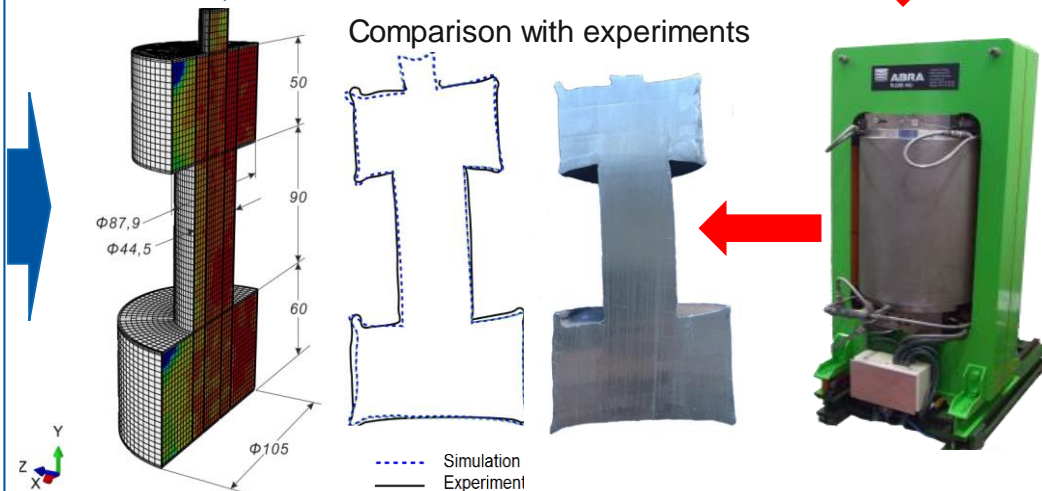 Comparison with experiments
50
90
60
Φ87,9
Φ44,5
Φ105
Y
Z
X
Simulation
Experiment
ABRA